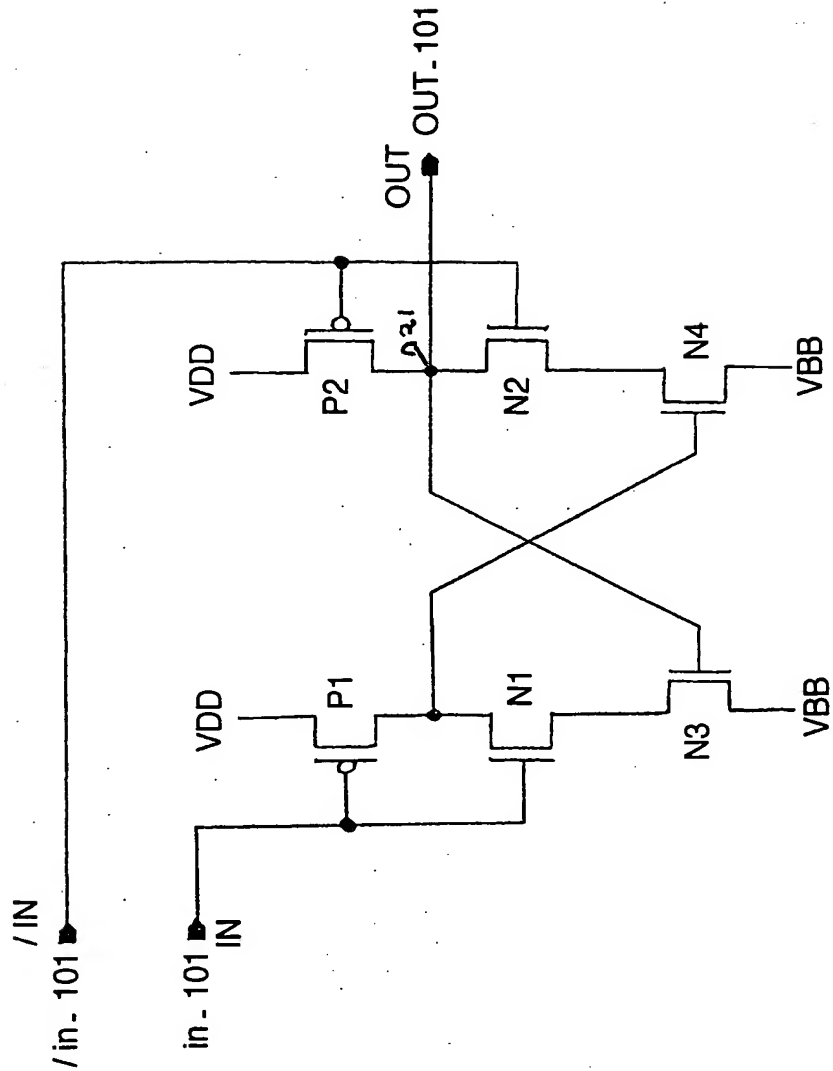 / IN
/ in - 101
in - 101
IN
VDD
P1
N1
N3
VBB
VDD
P2
n21
N2
N4
VBB
OUT
OUT - 101